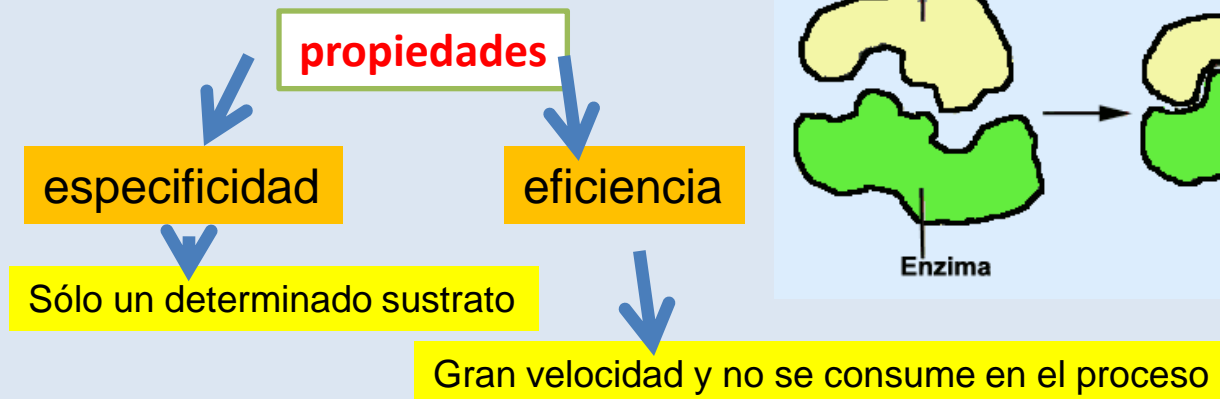 propiedades
especificidad
eficiencia
Enzima
Sólo un determinado sustrato
Gran velocidad y no se consume en el proceso